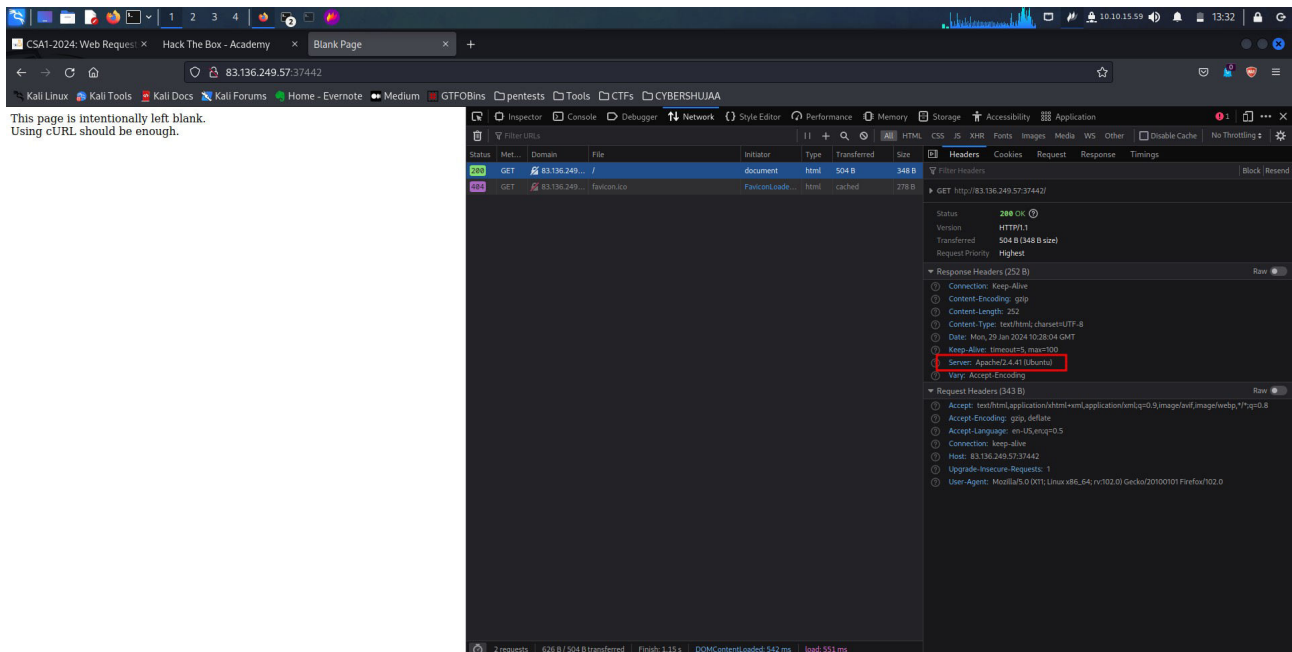 1 2 3 4
10.10.15.59
13:32
CSA1-2024: Web Request
Hack The Box - Academy
Blank Page
83.136.249.57:37442
Kali Linux Kali Tools Kali Docs Kali Forums Home - Evernote Medium GTFOBins pentests Tools CTFs CYBERSHUJAA
This page is intentionally left blank.
Using cURL should be enough.
Inspector Console Debugger Network Style Editor Performance Memory Storage Accessibility Application 1
Filter URLs
All HTML CSS JS XHR Fonts Images Media WS Other Disable Cache No Throttling
Status Met... Domain File Initiator Type Transferred Size
200 GET 83.136.249... / document html 504 B 348 B
404 GET 83.136.249... favicon.ico FaviconLoade... html cached 278 B
Headers Cookies Request Response Timings
Filter Headers Block Resend
GET http://83.136.249.57:37442/
Status 200 OK
Version HTTP/1.1
Transferred 504 B (348 B size)
Request Priority Highest
Response Headers (252 B) Raw
Connection: Keep-Alive
Content-Encoding: gzip
Content-Length: 252
Content-Type: text/html; charset=UTF-8
Date: Mon, 29 Jan 2024 10:28:04 GMT
Keep-Alive: timeout=5, max=100
Server: Apache/2.4.41 (Ubuntu)
Vary: Accept-Encoding
Request Headers (343 B) Raw
Accept: text/html,application/xhtml+xml,application/xml;q=0.9,image/avif,image/webp,*/*;q=0.8
Accept-Encoding: gzip, deflate
Accept-Language: en-US,en;q=0.5
Connection: keep-alive
Host: 83.136.249.57:37442
Upgrade-Insecure-Requests: 1
User-Agent: Mozilla/5.0 (X11; Linux x86_64; rv:102.0) Gecko/20100101 Firefox/102.0
2 requests 626 B / 504 B transferred Finish: 1.15 s DOMContentLoaded: 542 ms load: 551 ms